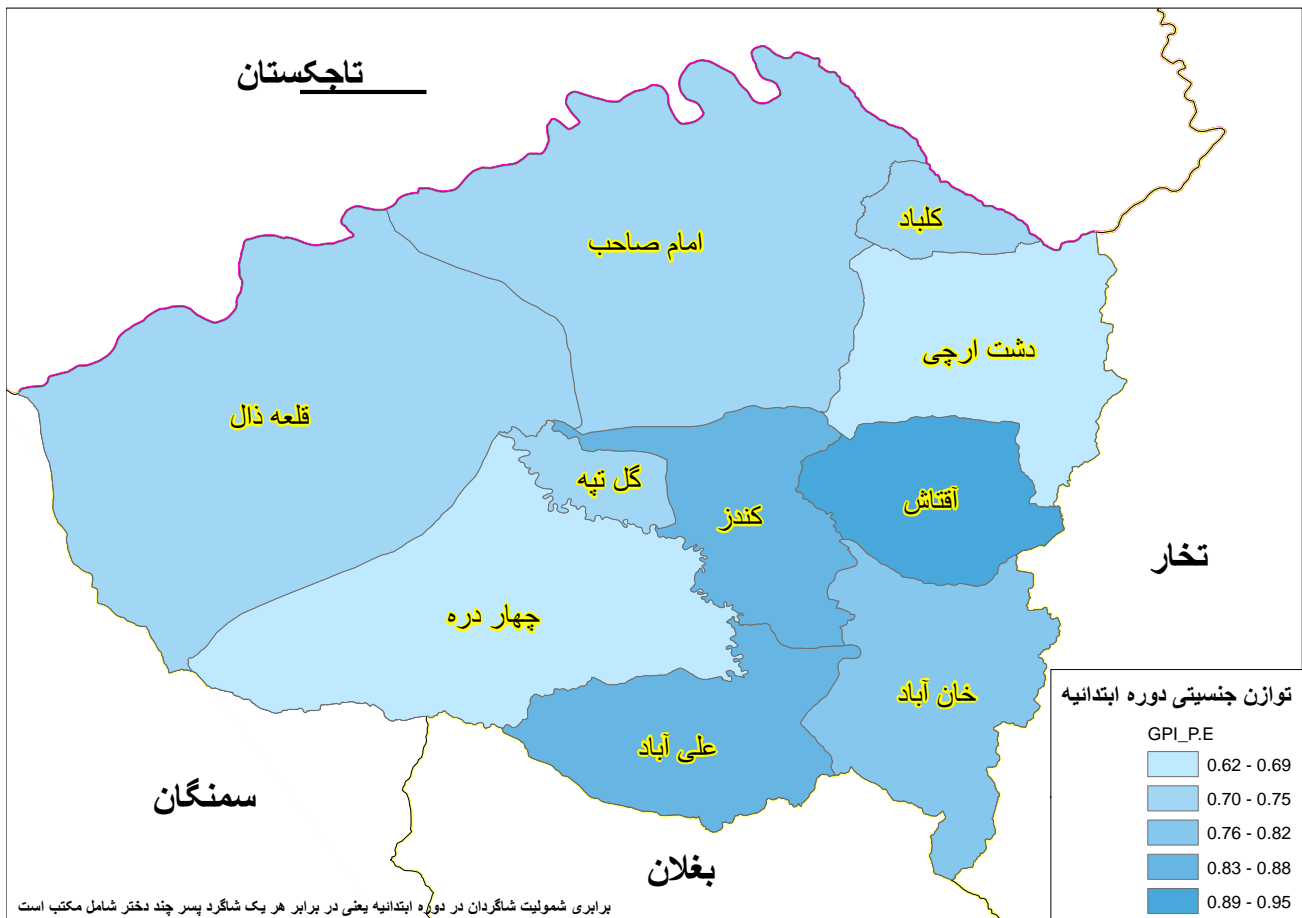 تاجکستان
کلباد
امام صاحب
دشت ارچی
قلعه ذال
گل تپه
آقتاش
کندز
تخار
چهار دره
خان آباد
علی آباد
سمنگان
بغلان
توازن جنسیتی دوره ابتدائیه
GPI_P.E
0.62 - 0.69
0.70 - 0.75
0.76 - 0.82
0.83 - 0.88
0.89 - 0.95
برابری شمولیت شاگردان در دوره ابتدائیه یعنی در برابر هر یک شاگرد پسر چند دختر شامل مکتب است